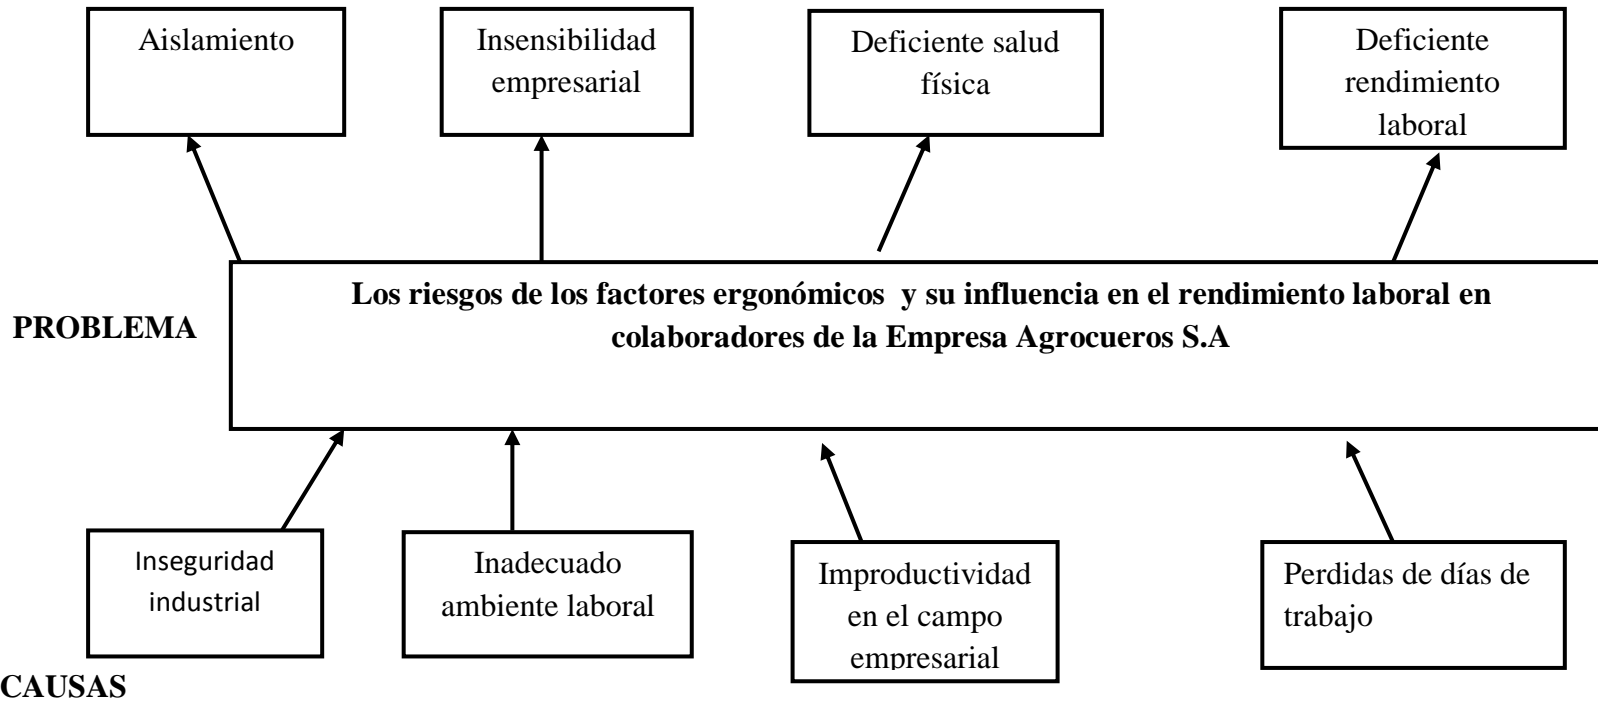 Aislamiento
Insensibilidad
empresarial
Deficiente salud
física
Deficiente
rendimiento
laboral
PROBLEMA
Los riesgos de los factores ergonómicos  y su influencia en el rendimiento laboral en
colaboradores de la Empresa Agrocueros S.A
Inseguridad
industrial
Inadecuado
ambiente laboral
Improductividad
en el campo
empresarial
Perdidas de días de
trabajo
CAUSAS